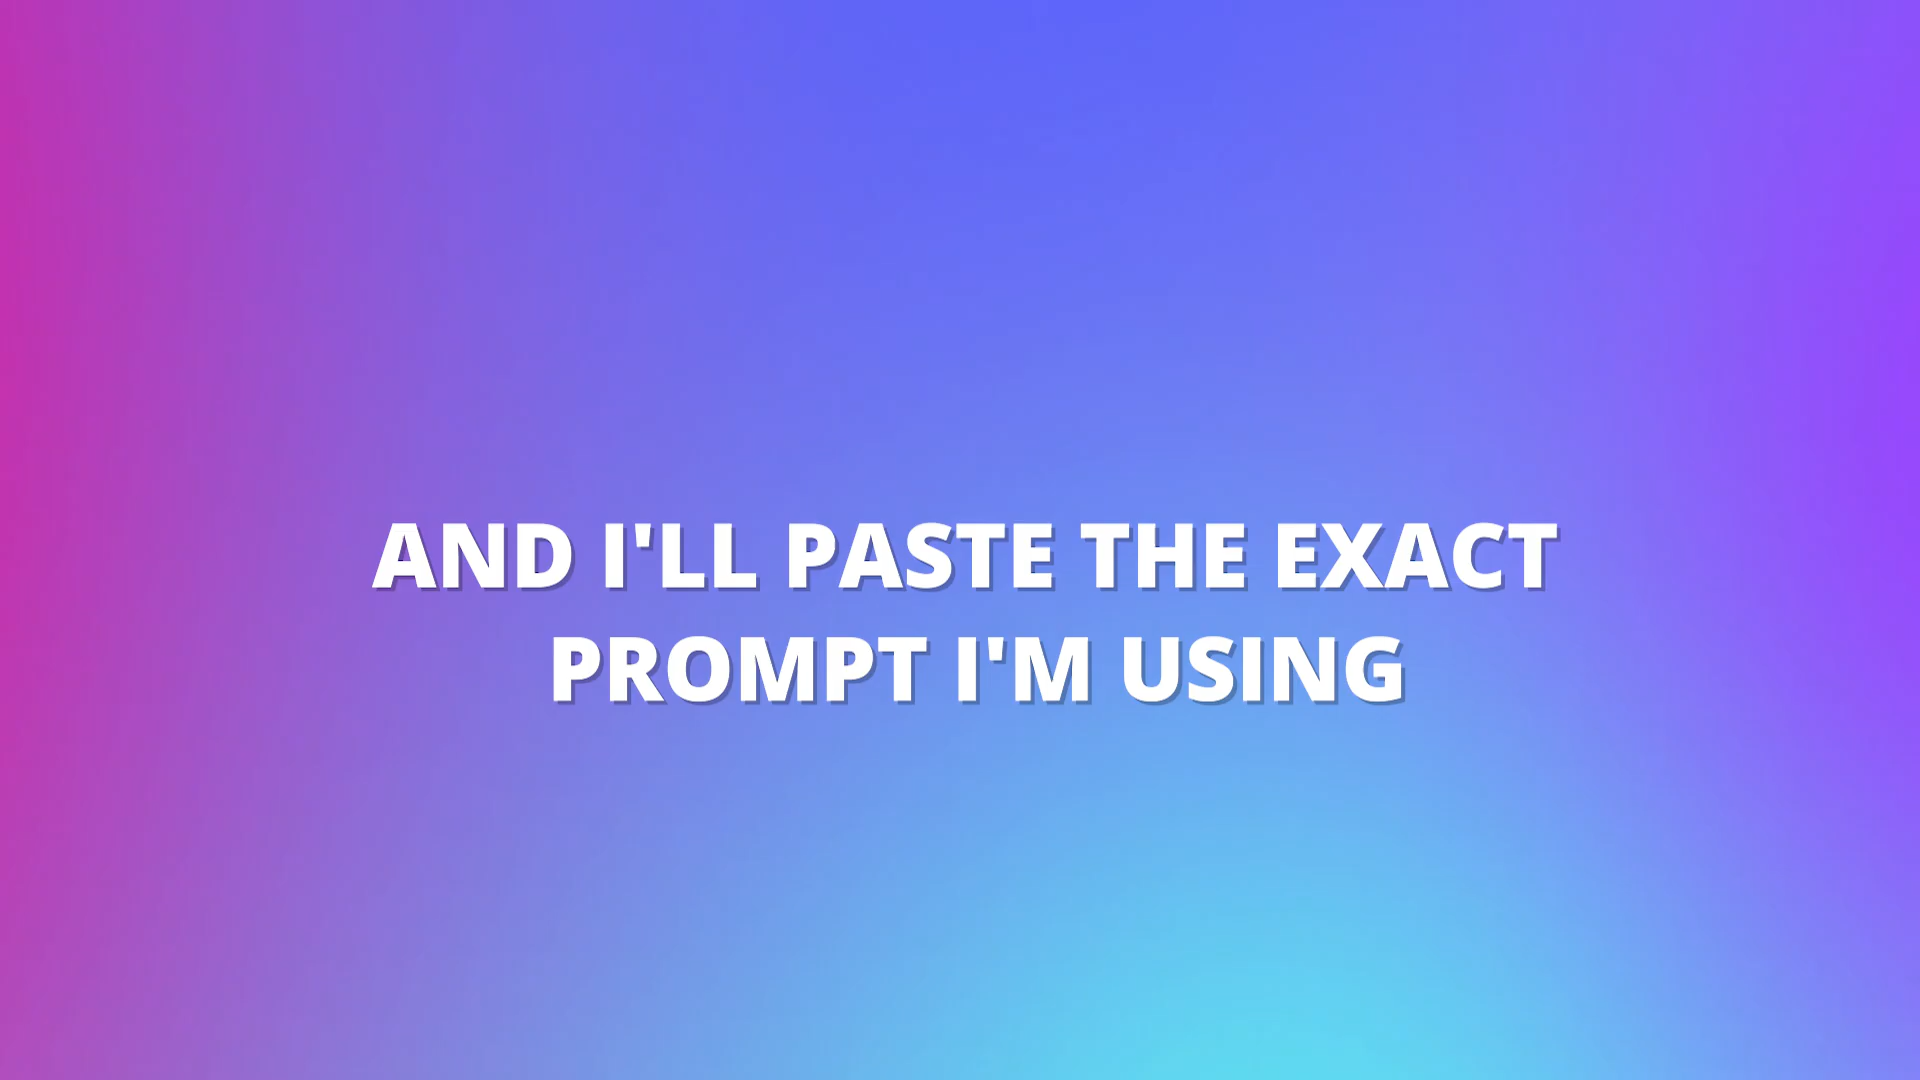 AND I'LL PASTE THE EXACT
PROMPT I'M USING